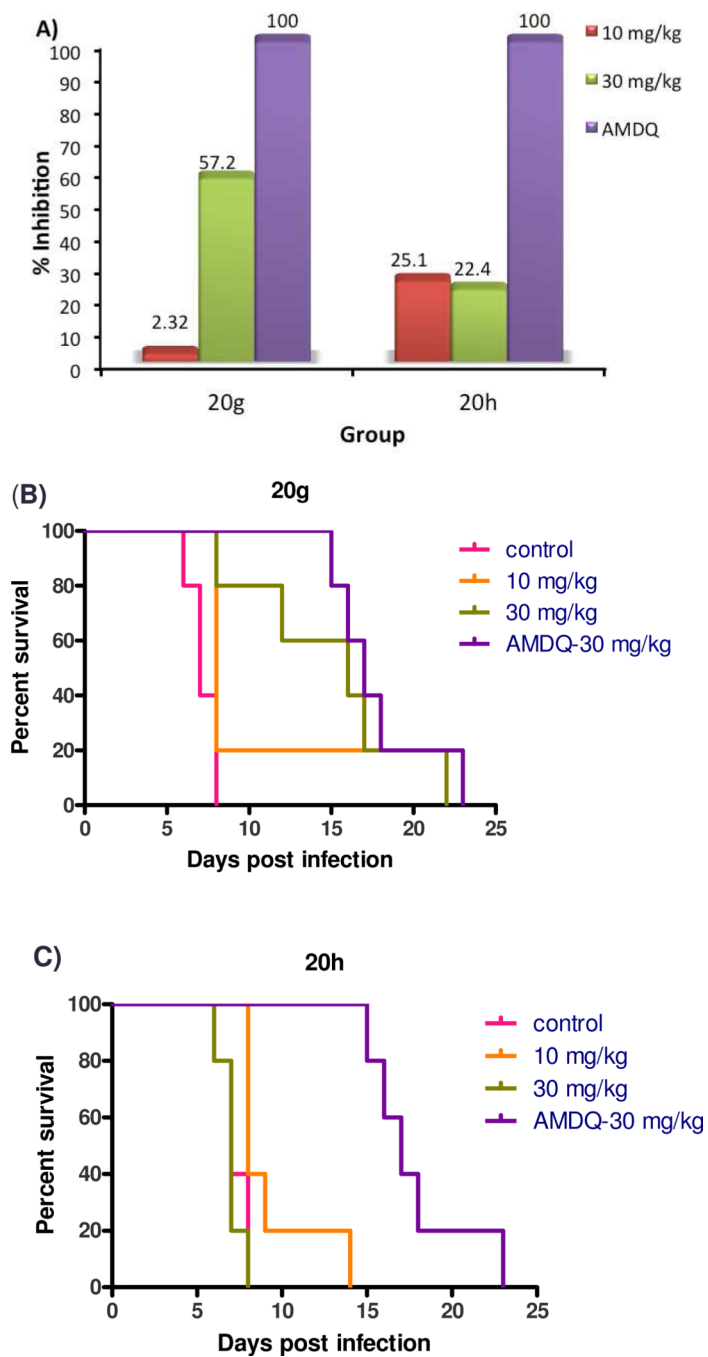 A)
100
100
10 mg/kg
30 mg/kg
AMDQ
100
90
80
70
60
50
40
30
20
10
0
% Inhibition
57.2
2.32
25.1
22.4
20g
20h
Group
(B)
20g
100
80
60
40
20
0
Percent survival
control
10 mg/kg
30 mg/kg
AMDQ-30 mg/kg
0 5 10 15 20 25
Days post infection
C)
20h
100
80
60
40
20
0
Percent survival
control
10 mg/kg
30 mg/kg
AMDQ-30 mg/kg
0 5 10 15 20 25
Days post infection